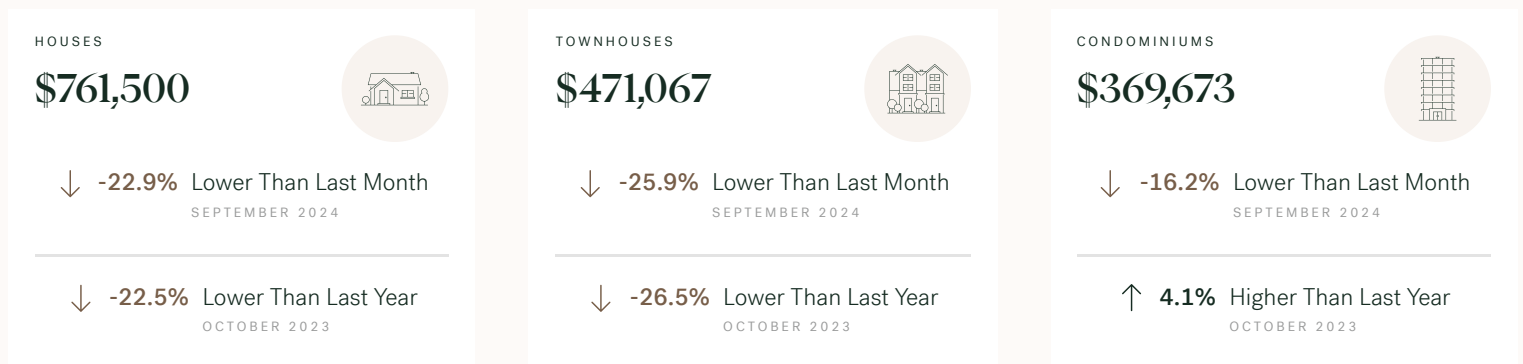 HOUSES
$761,500
-22.9% Lower Than Last Month
SEPTEMBER 2024
-22.5% Lower Than Last Year
OCTOBER 2023
TOWNHOUSES
$471,067
-25.9% Lower Than Last Month
SEPTEMBER 2024
-26.5% Lower Than Last Year
OCTOBER 2023
CONDOMINIUMS
$369,673
-16.2% Lower Than Last Month
SEPTEMBER 2024
4.1% Higher Than Last Year
OCTOBER 2023